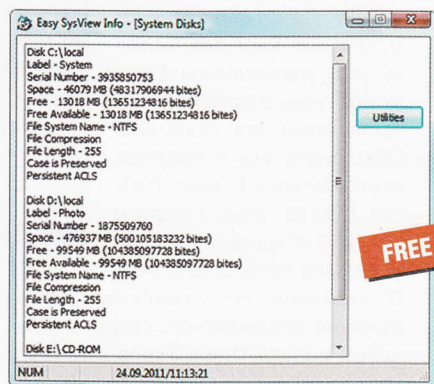 Easy SysView Info - [System Disks]
Disk C:\local
Label - System
Serial Number - 3935850753
Space - 46079 MB (48317906944 bites)
Free - 13018 MB (13651234816 bites)
Free Available - 13018 MB (13651234816 bites)
File System Name - NTFS
File Compression
File Length - 255
Case is Preserved
Persistent ACLS
Disk D:\local
Label - Photo
Serial Number - 1875509760
Space - 476937 MB (500105183232 bites)
Free - 99549 MB (104385097728 bites)
Free Available - 99549 MB (104385097728 bites)
File System Name - NTFS
File Compression
File Length - 255
Case is Preserved
Persistent ACLS
Disk E:\CD-ROM
Utilities
FREE
NUM 24.09.2011/11:13:21